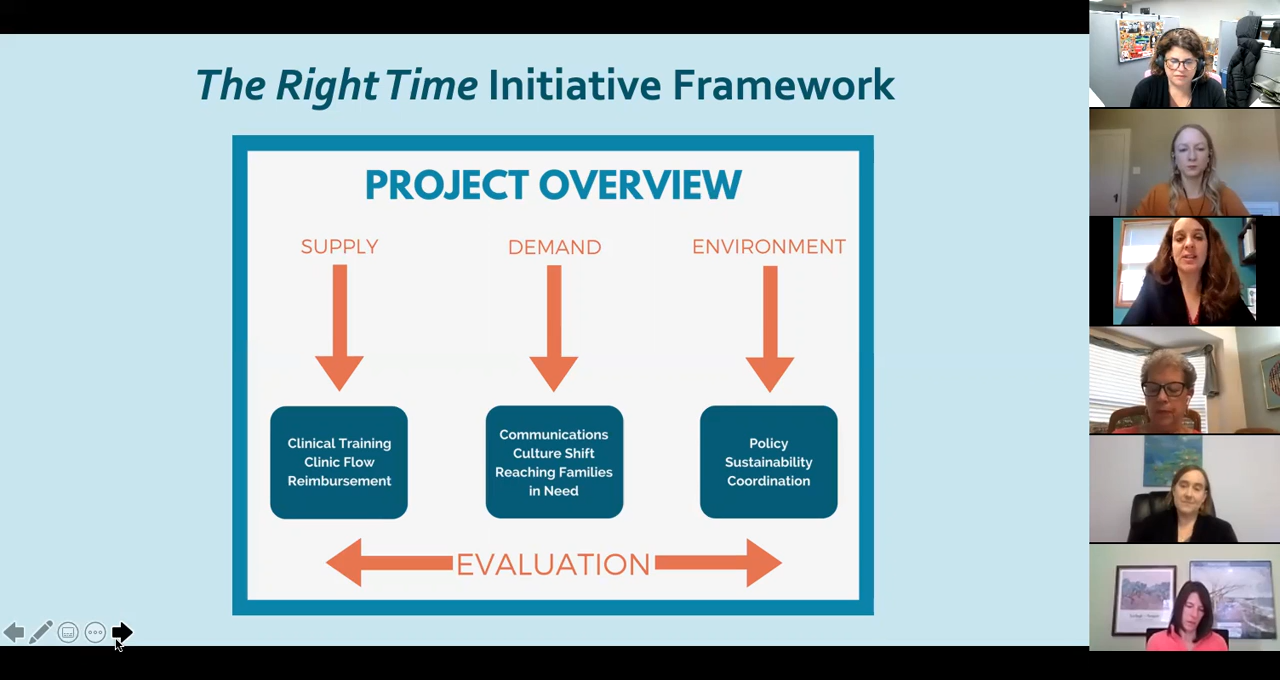 The Right Time Initiative Framework
PROJECT OVERVIEW
SUPPLY
DEMAND
ENVIRONMENT
Clinical Training
Clinic Flow
Reimbursement
Communications
Culture Shift
Reaching Families
in Need
Policy
Sustainability
Coordination
EVALUATION